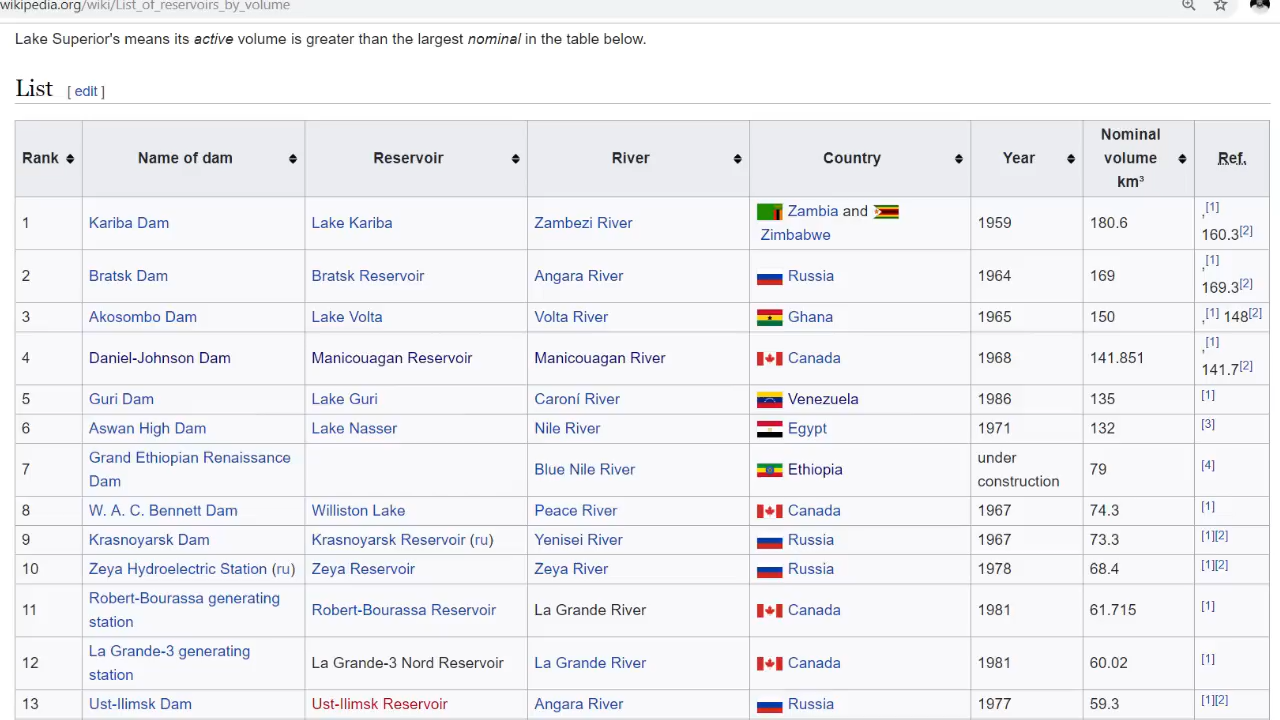 wikipedia.org/wiki/List_of_reservoirs_by_volume
Lake Superior's means its active volume is greater than the largest nominal in the table below.
List [ edit ]
Rank Name of dam Reservoir River Country Year Nominal volume km³ Ref.
1 Kariba Dam Lake Kariba Zambezi River Zambia and Zimbabwe 1959 180.6 ,[1] 160.3[2]
2 Bratsk Dam Bratsk Reservoir Angara River Russia 1964 169 ,[1] 169.3[2]
3 Akosombo Dam Lake Volta Volta River Ghana 1965 150 ,[1] 148[2]
4 Daniel-Johnson Dam Manicouagan Reservoir Manicouagan River Canada 1968 141.851 ,[1] 141.7[2]
5 Guri Dam Lake Guri Caroní River Venezuela 1986 135 [1]
6 Aswan High Dam Lake Nasser Nile River Egypt 1971 132 [3]
7 Grand Ethiopian Renaissance Dam Blue Nile River Ethiopia under construction 79 [4]
8 W. A. C. Bennett Dam Williston Lake Peace River Canada 1967 74.3 [1]
9 Krasnoyarsk Dam Krasnoyarsk Reservoir (ru) Yenisei River Russia 1967 73.3 [1][2]
10 Zeya Hydroelectric Station (ru) Zeya Reservoir Zeya River Russia 1978 68.4 [1][2]
11 Robert-Bourassa generating station Robert-Bourassa Reservoir La Grande River Canada 1981 61.715 [1]
12 La Grande-3 generating station La Grande-3 Nord Reservoir La Grande River Canada 1981 60.02 [1]
13 Ust-Ilimsk Dam Ust-Ilimsk Reservoir Angara River Russia 1977 59.3 [1][2]